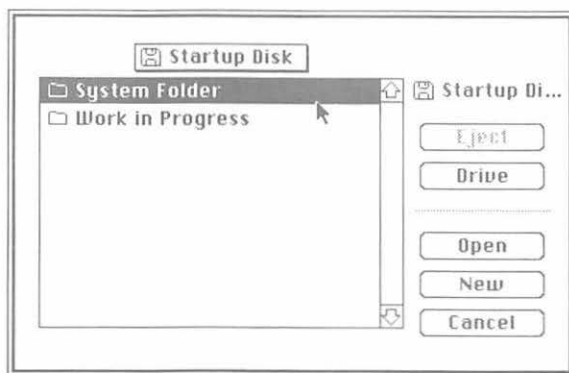 Startup Disk
System Folder
Startup Di...
Work in Progress
Eject
Drive
Open
New
Cancel